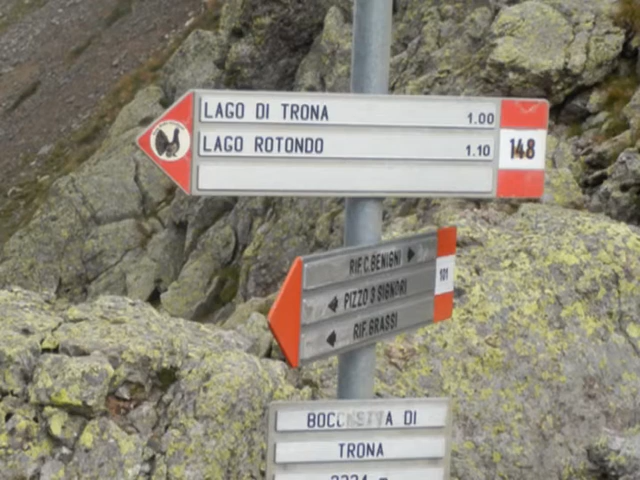 LAGO DI TRONA 1.00
LAGO ROTONDO 1.10
148
RIF.C.BENIGNI
101
PIZZO 3 SIGNORI
RIF.GRASSI
DI
TRONA